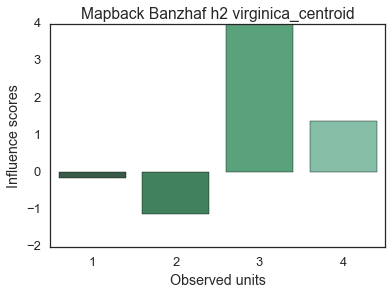 Mapback Banzhaf h2 virginica_centroid
4
3
2
1
0
−1
−2
Influence scores
1 2 3 4
Observed units